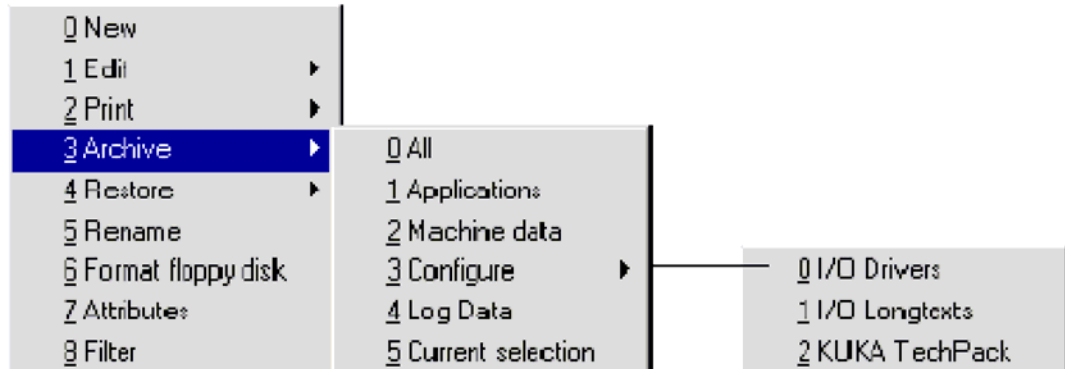 0 New
1 Edit
2 Print
3 Archive
4 Restore
5 Rename
6 Format floppy disk
7 Attributes
8 Filter
0 All
1 Applications
2 Machine data
3 Configure
4 Log Data
5 Current selection
0 I/O Drivers
1 I/O Longtexts
2 KUKA TechPack